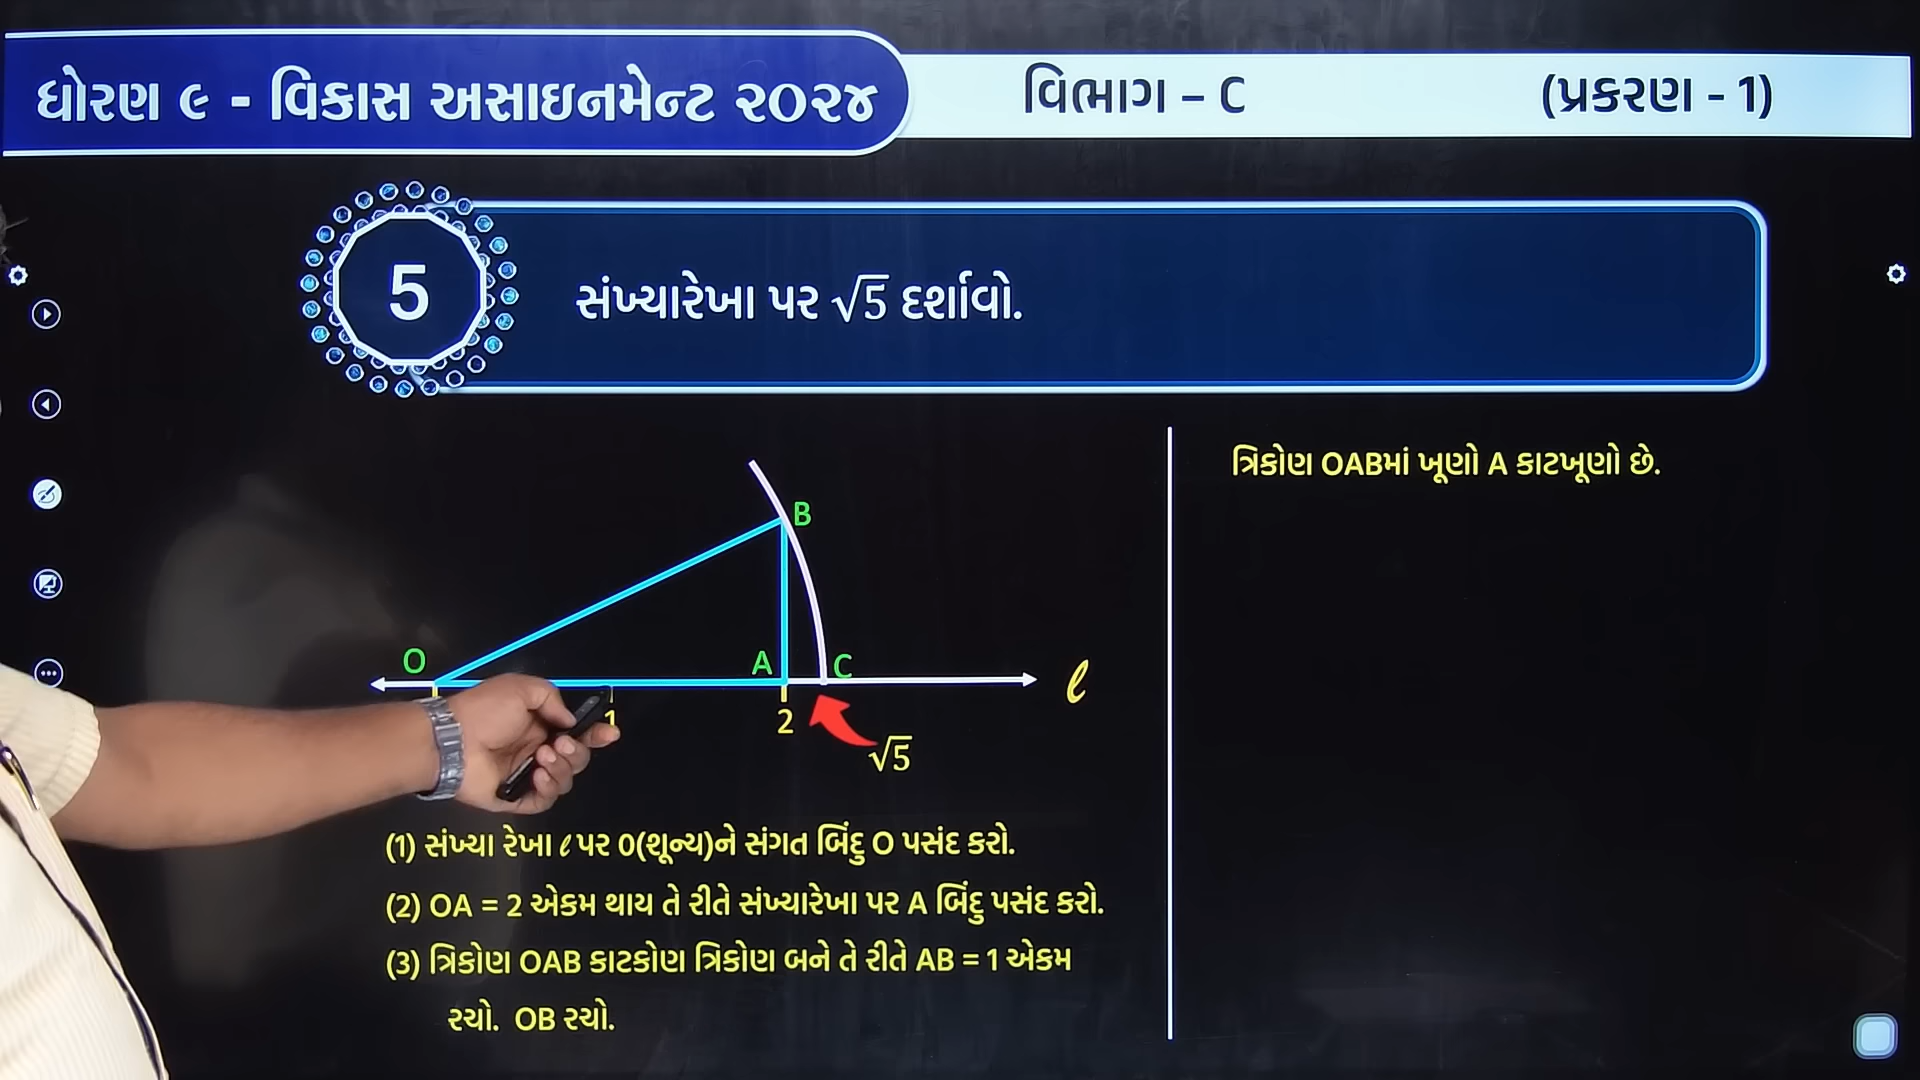 ધોરણ ૯ - વિકાસ અસાઇનમેન્ટ ૨૦૨૪
વિભાગ – C
(પ્રકરણ - 1)
5
સંખ્યારેખા પર √5 દર્શાવો.
ત્રિકોણ OABમાં ખૂણો A કાટખૂણો છે.
B
O
A
C
ℓ
1
2
√5
(1) સંખ્યા રેખા ℓ પર 0(શૂન્ય)ને સંગત બિંદુ O પસંદ કરો.
(2) OA = 2 એકમ થાય તે રીતે સંખ્યારેખા પર A બિંદુ પસંદ કરો.
(3) ત્રિકોણ OAB કાટકોણ ત્રિકોણ બને તે રીતે AB = 1 એકમ
રચો. OB રચો.